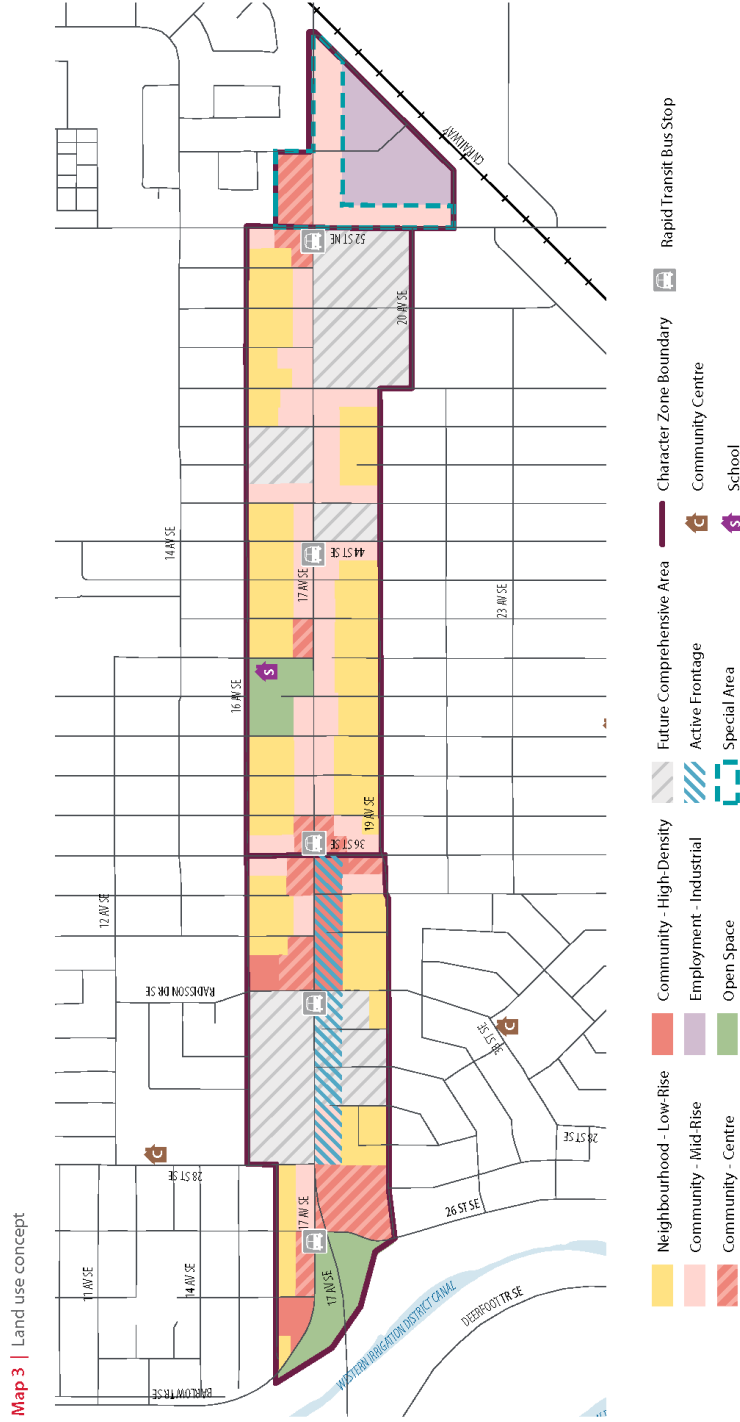 Map 3 | Land use concept
11 AV SE
14 AV SE
BARLOW TR SE
28 ST SE
C
12 AV SE
RADISSON DR SE
14 AV SE
16 AV SE
S
17 AV SE
17 AV SE
17 AV SE
36 ST SE
44 ST SE
52 ST NE
19 AV SE
20 AV SE
23 AV SE
CN RAILWAY
26 ST SE
28 ST SE
C
WESTERN IRRIGATION DISTRICT CANAL
DEERFOOT TR SE
Neighbourhood - Low-Rise
Community - Mid-Rise
Community - Centre
Community - High-Density
Employment - Industrial
Open Space
Future Comprehensive Area
Active Frontage
Special Area
Character Zone Boundary
C Community Centre
S School
Rapid Transit Bus Stop